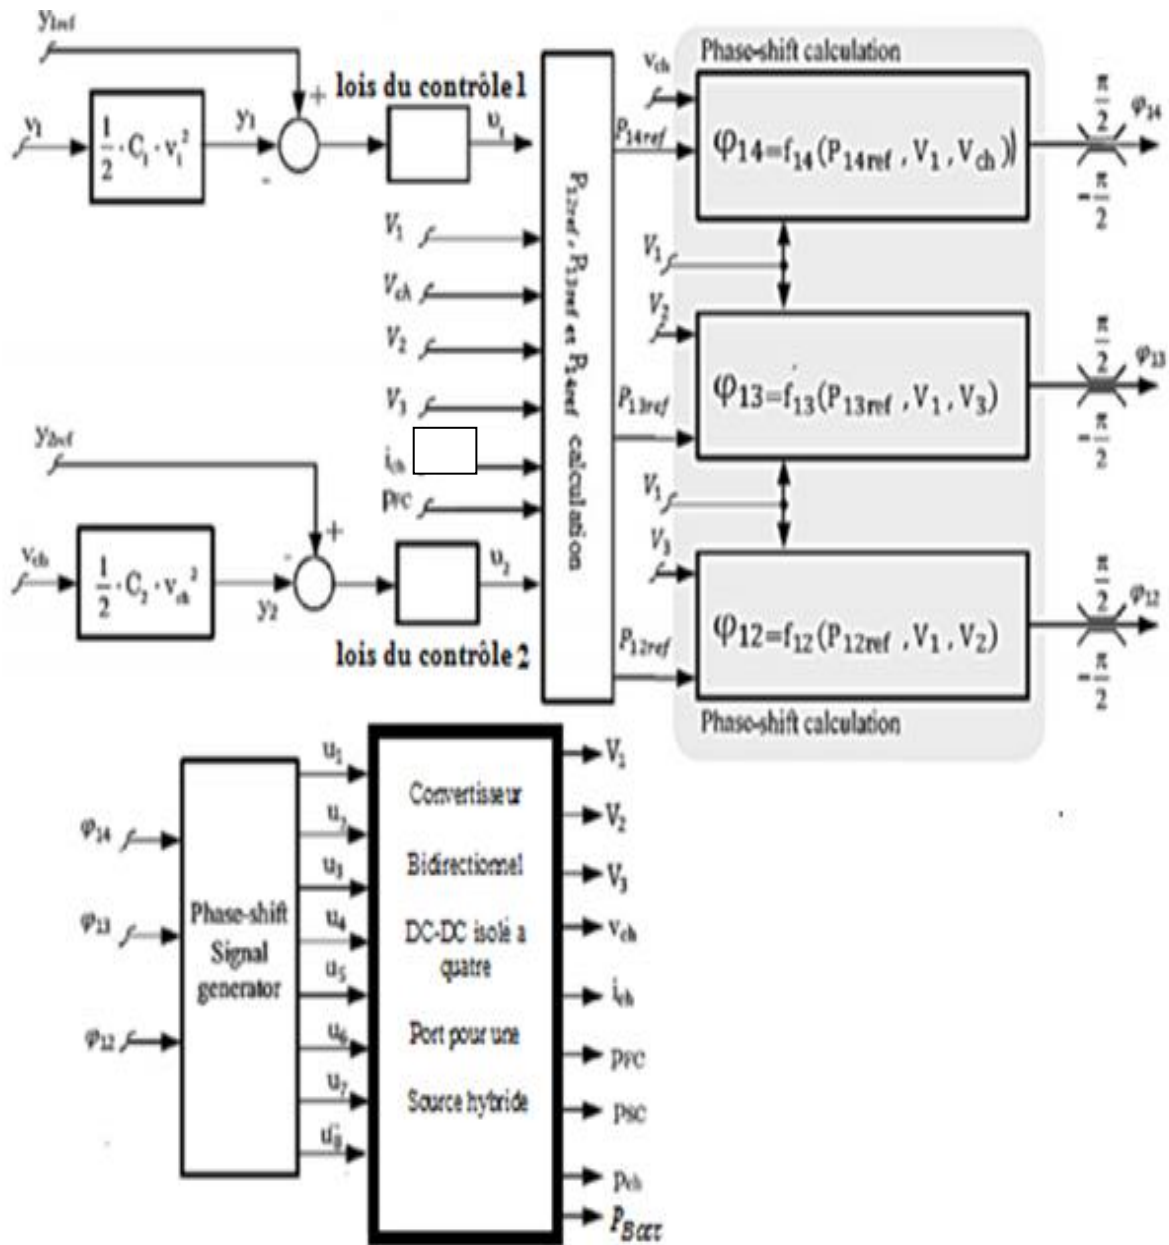 y1ref
lois du contrôle 1
v1
1/2 · C1 · v1²
y1
+
-
υ1
V1
Vch
V2
V3
ich
pFC
y2ref
vch
1/2 · C2 · vch²
y2
+
-
υ2
lois du contrôle 2
P12ref, P13ref et P14ref calculation
P14ref
P13ref
P12ref
Phase-shift calculation
vch
φ14=f14(P14ref , V1 , Vch))
π/2
φ14
-π/2
V1
V2
φ13=f13(P13ref , V1 , V3)
π/2
φ13
-π/2
V1
V3
φ12=f12(P12ref , V1 , V2)
π/2
φ12
-π/2
Phase-shift calculation
φ14
φ13
φ12
Phase-shift
Signal
generator
u1
u2
u3
u4
u5
u6
u7
u8
Convertisseur
Bidirectionnel
DC-DC isolé a
quatre
Port pour une
Source hybride
V1
V2
V3
vch
ich
pFC
pSC
pch